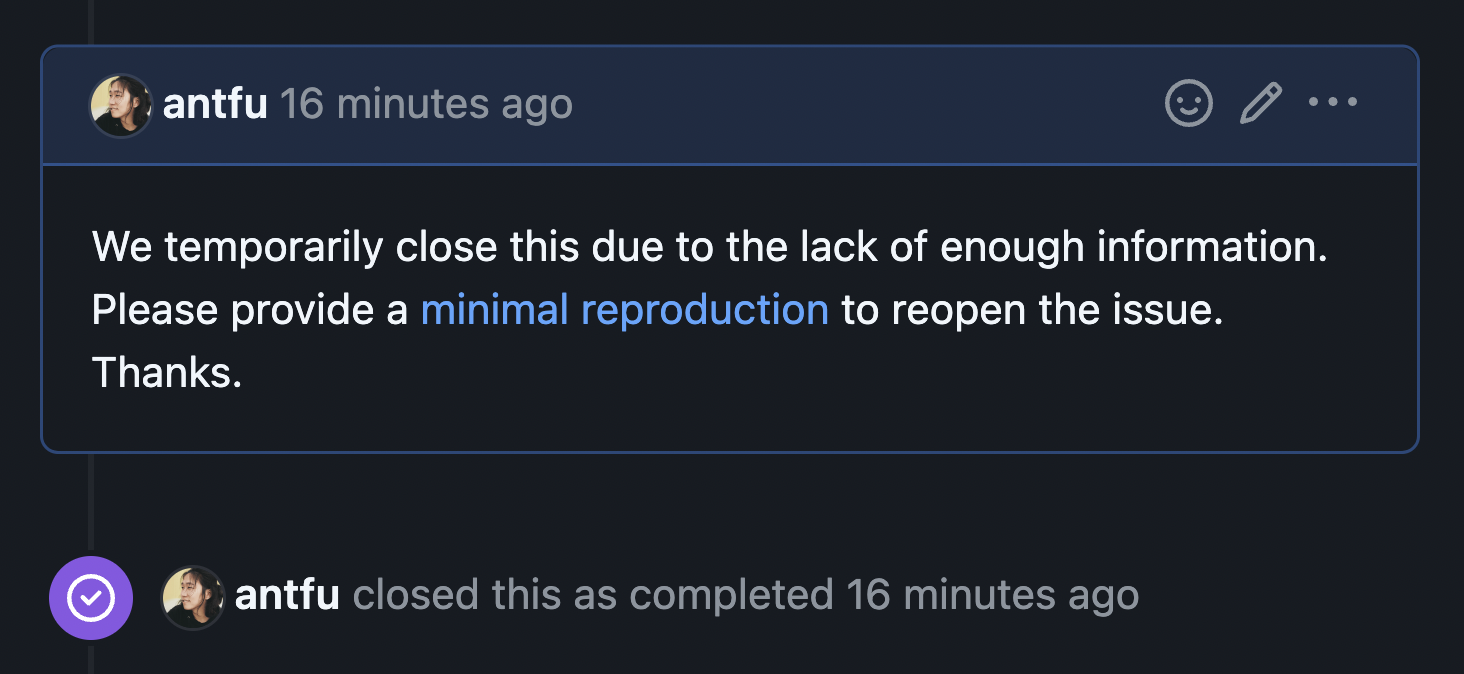 antfu 16 minutes ago
We temporarily close this due to the lack of enough information.
Please provide a minimal reproduction to reopen the issue.
Thanks.
antfu closed this as completed 16 minutes ago